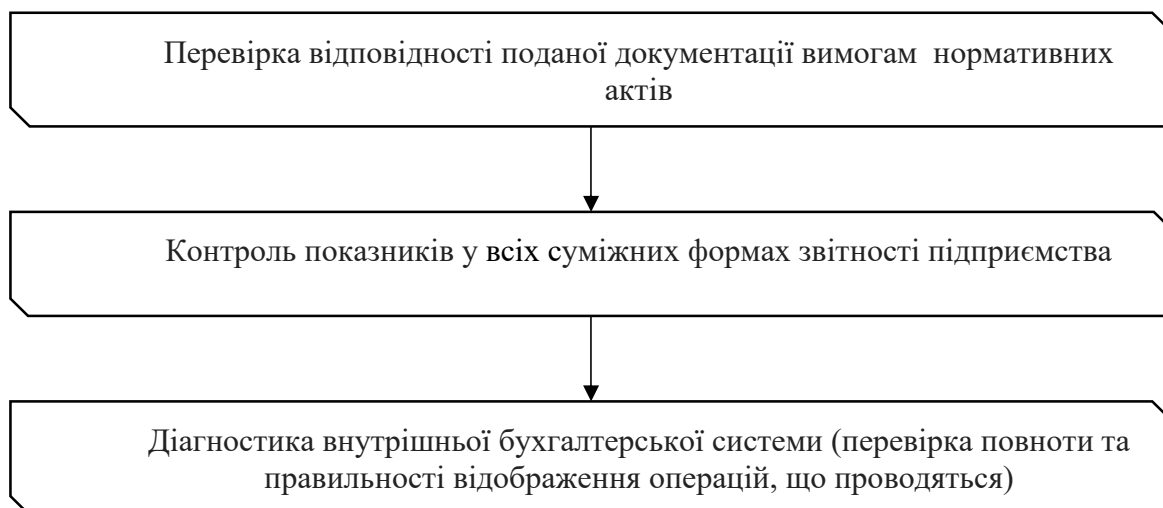 Перевірка відповідності поданої документації вимогам нормативних
актів
Контроль показників у всіх суміжних формах звітності підприємства
Діагностика внутрішньої бухгалтерської системи (перевірка повноти та
правильності відображення операцій, що проводяться)